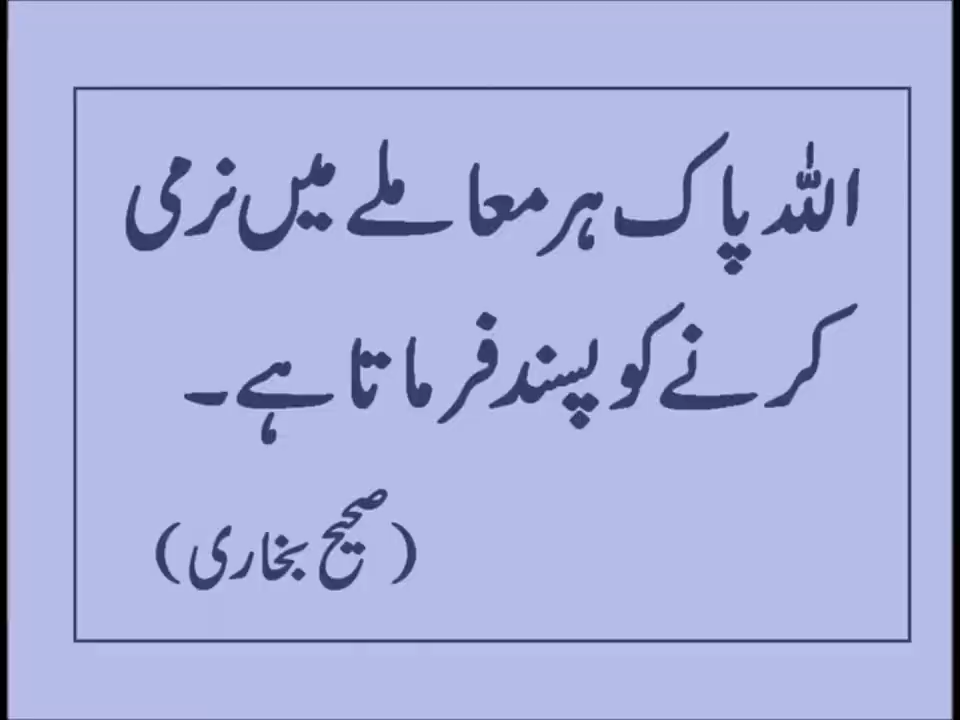 اللہ پاک ہر معاملے میں نرمی
کرنے کو پسند فرماتا ہے۔
(صحیح بخاری)